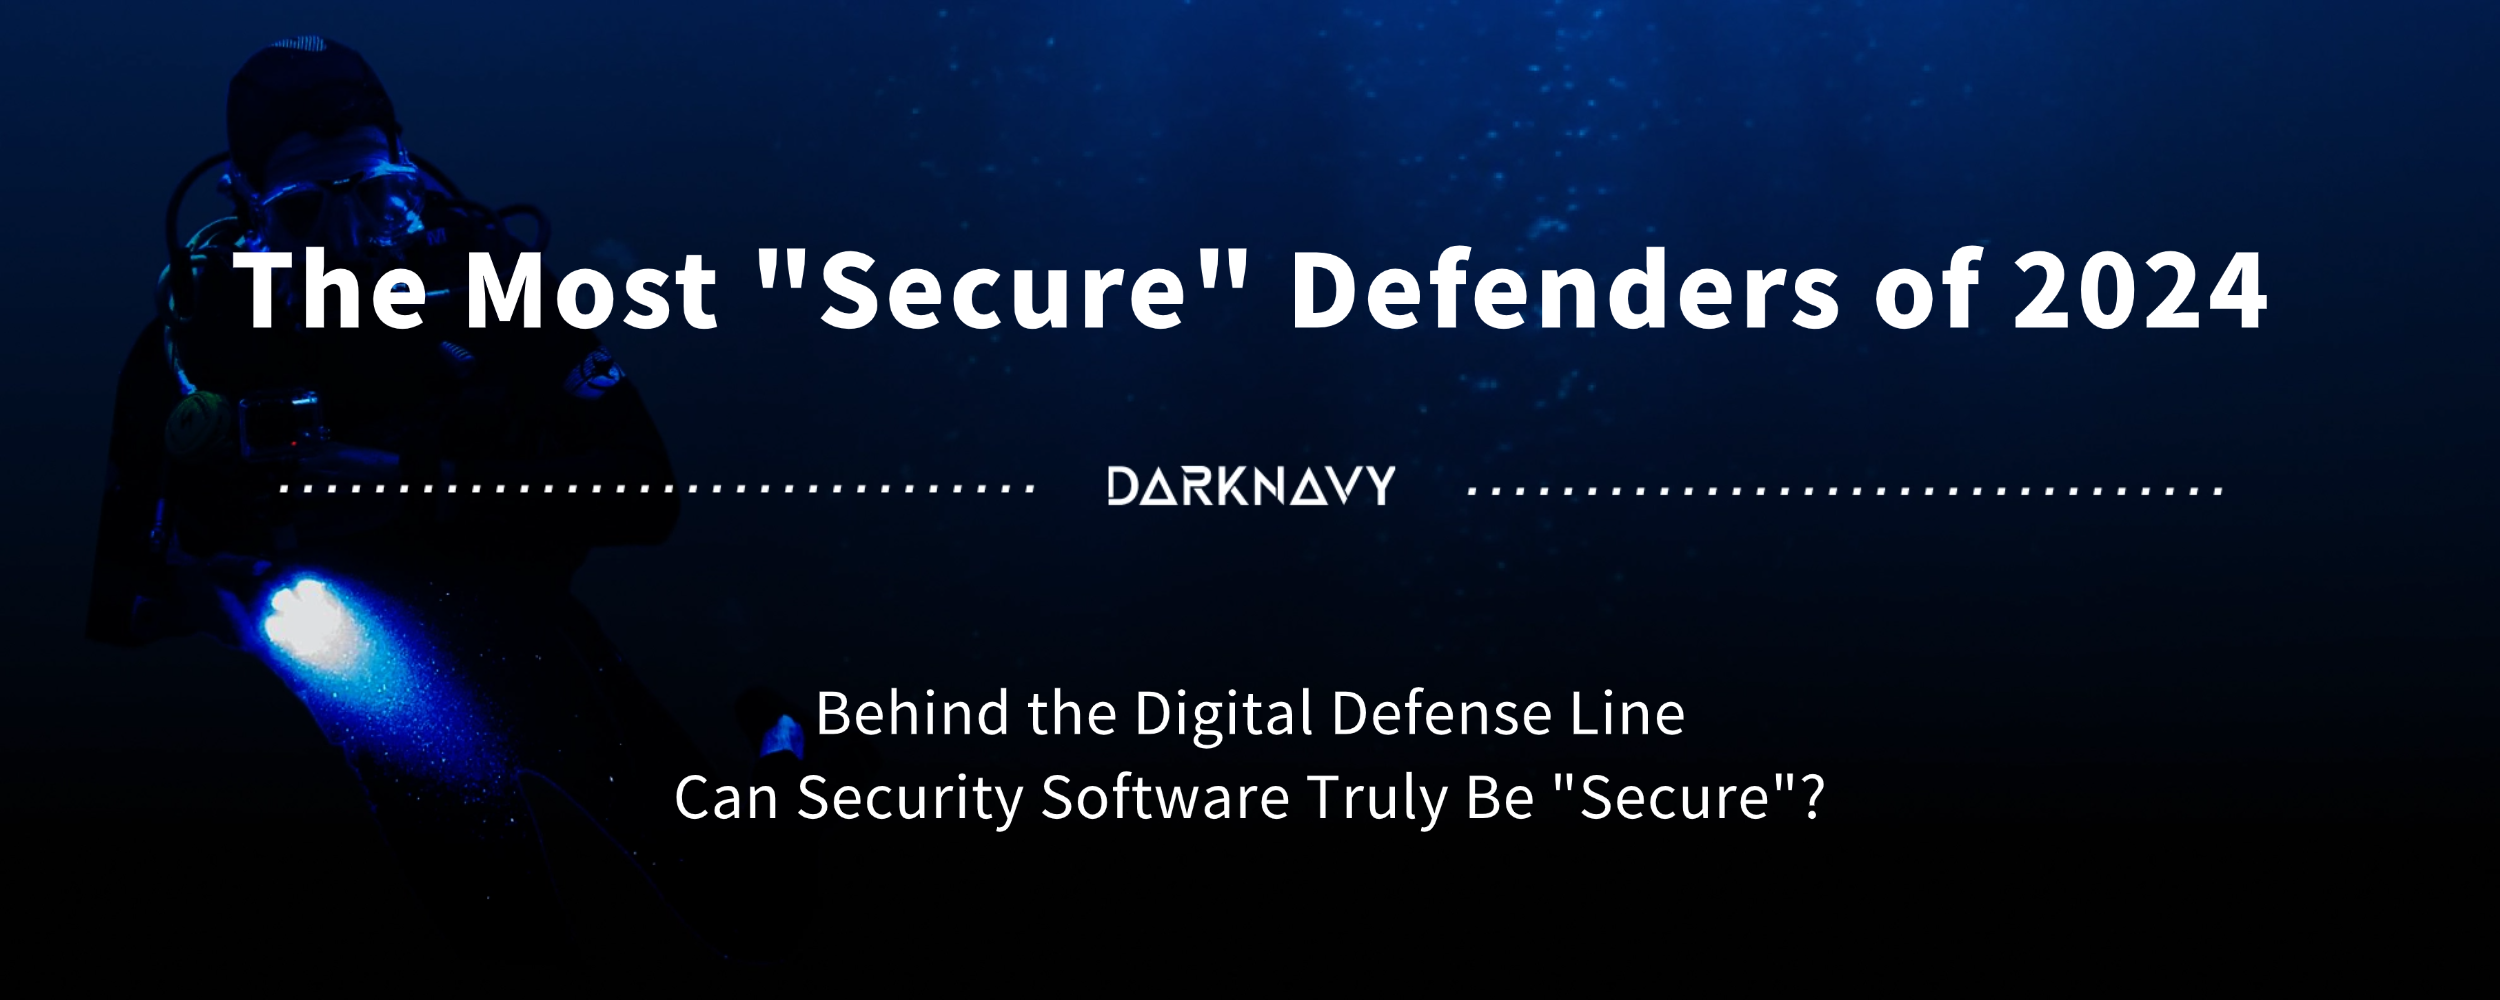 The Most "Secure" Defenders of 2024
DARKNAVY
Behind the Digital Defense Line
Can Security Software Truly Be "Secure"?